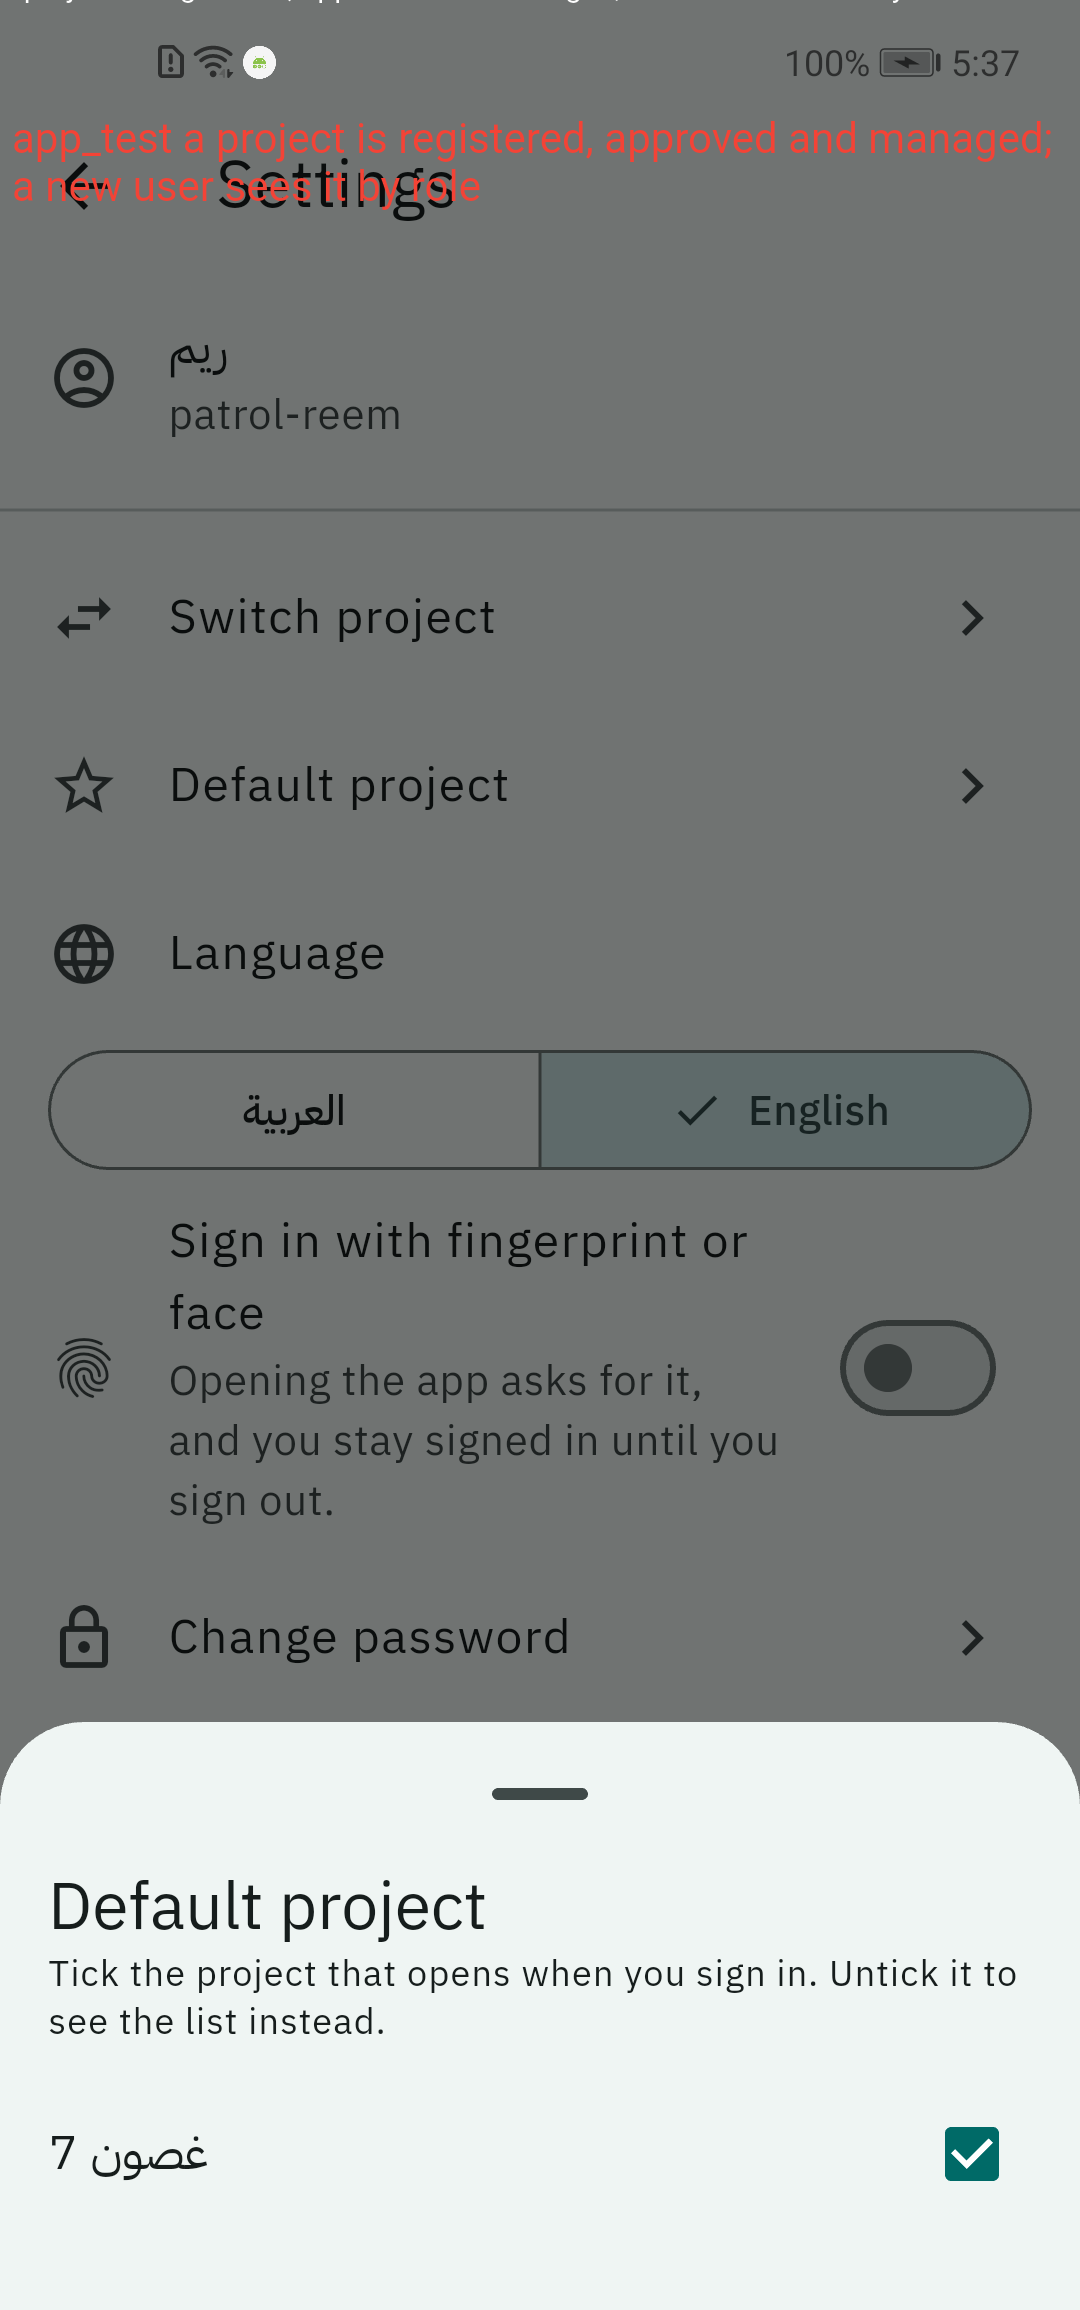 100% 5:37
app_test a project is registered, approved and managed;
a new user sees it by role
Settings
ريم
patrol-reem
Switch project
Default project
Language
العربية
English
Sign in with fingerprint or
face
Opening the app asks for it,
and you stay signed in until you
sign out.
Change password
Default project
Tick the project that opens when you sign in. Untick it to
see the list instead.
غصون 7